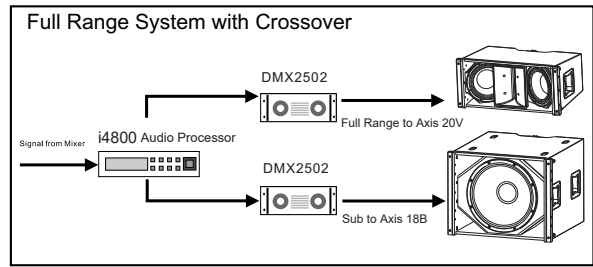 Full Range System with Crossover
DMX2502
Full Range to Axis 20V
Signal from Mixer
i4800 Audio Processor
DMX2502
Sub to Axis 18B